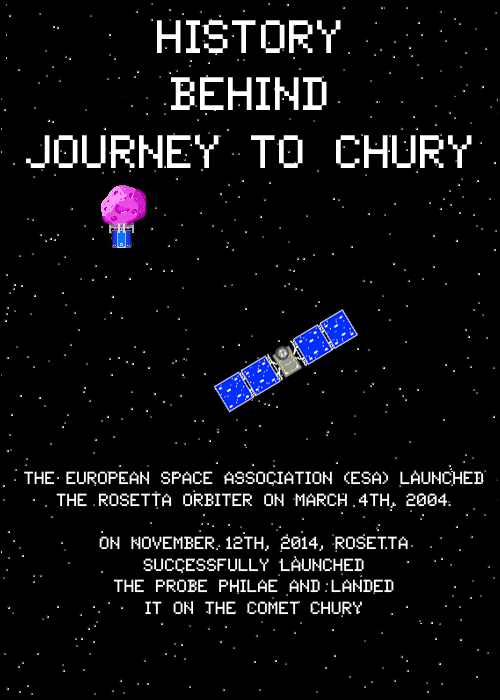 HISTORY
BEHIND
JOURNEY TO CHURY
THE EUROPEAN SPACE ASSOCIATION (ESA) LAUNCHED
THE ROSETTA ORBITER ON MARCH 4TH, 2004.
ON NOVEMBER 12TH, 2014, ROSETTA
SUCCESSFULLY LAUNCHED
THE PROBE PHILAE AND LANDED
IT ON THE COMET CHURY